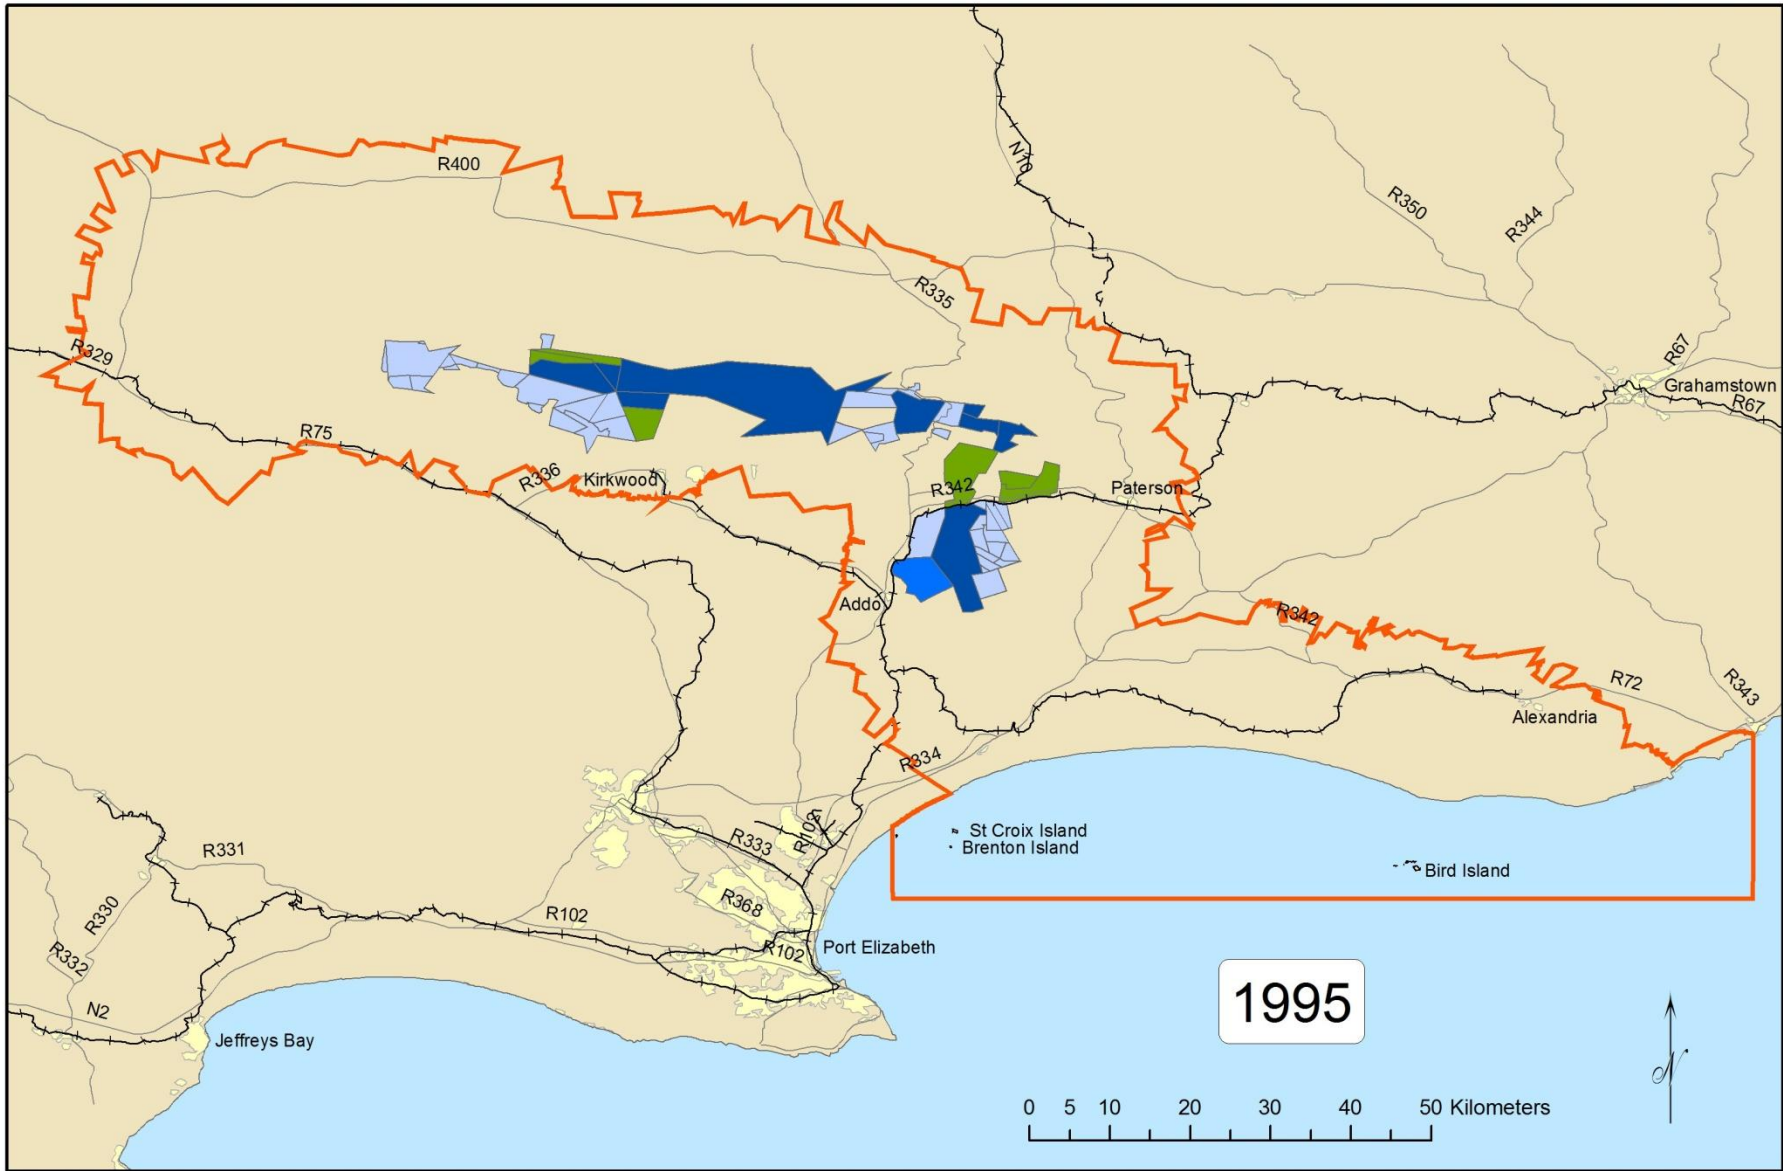 R400
N10
R350
R344
R335
R329
R67
Grahamstown
R67
R75
R336
Kirkwood
R342
Paterson
Addo
R342
R72
R343
Alexandria
R334
St Croix Island
Brenton Island
Bird Island
R333
R102
R331
R330
R368
R102
R102
Port Elizabeth
R332
N2
Jeffreys Bay
1995
N
0 5 10 20 30 40 50 Kilometers